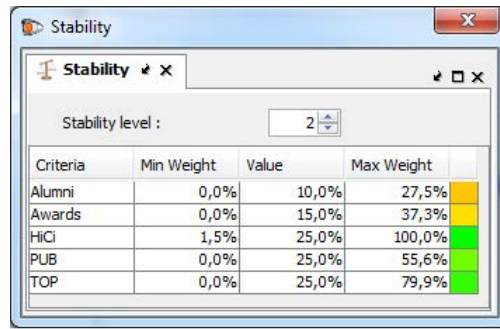 Stability
Stability
Stability level : 2
Criteria Min Weight Value Max Weight
Alumni 0,0% 10,0% 27,5%
Awards 0,0% 15,0% 37,3%
HiCi 1,5% 25,0% 100,0%
PUB 0,0% 25,0% 55,6%
TOP 0,0% 25,0% 79,9%